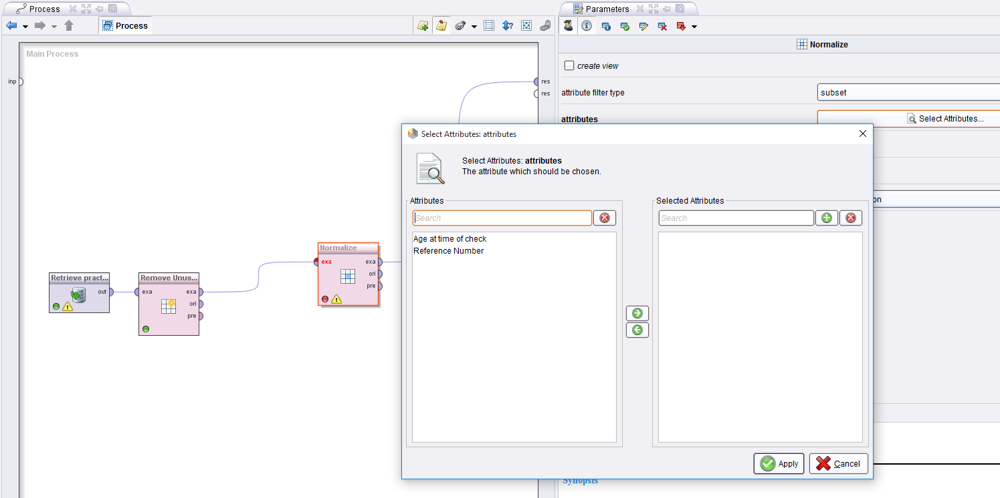 Process
Process
Main Process
inp
res
res
Retrieve pract...
out
Remove Unus...
exa
exa
ori
pre
Normalize
exa
exa
ori
pre
Parameters
Normalize
create view
attribute filter type
subset
attributes
Select Attributes...
on
Synopsis
Select Attributes: attributes
Select Attributes: attributes
The attribute which should be chosen.
Attributes
Search
Age at time of check
Reference Number
Selected Attributes
Search
Apply
Cancel